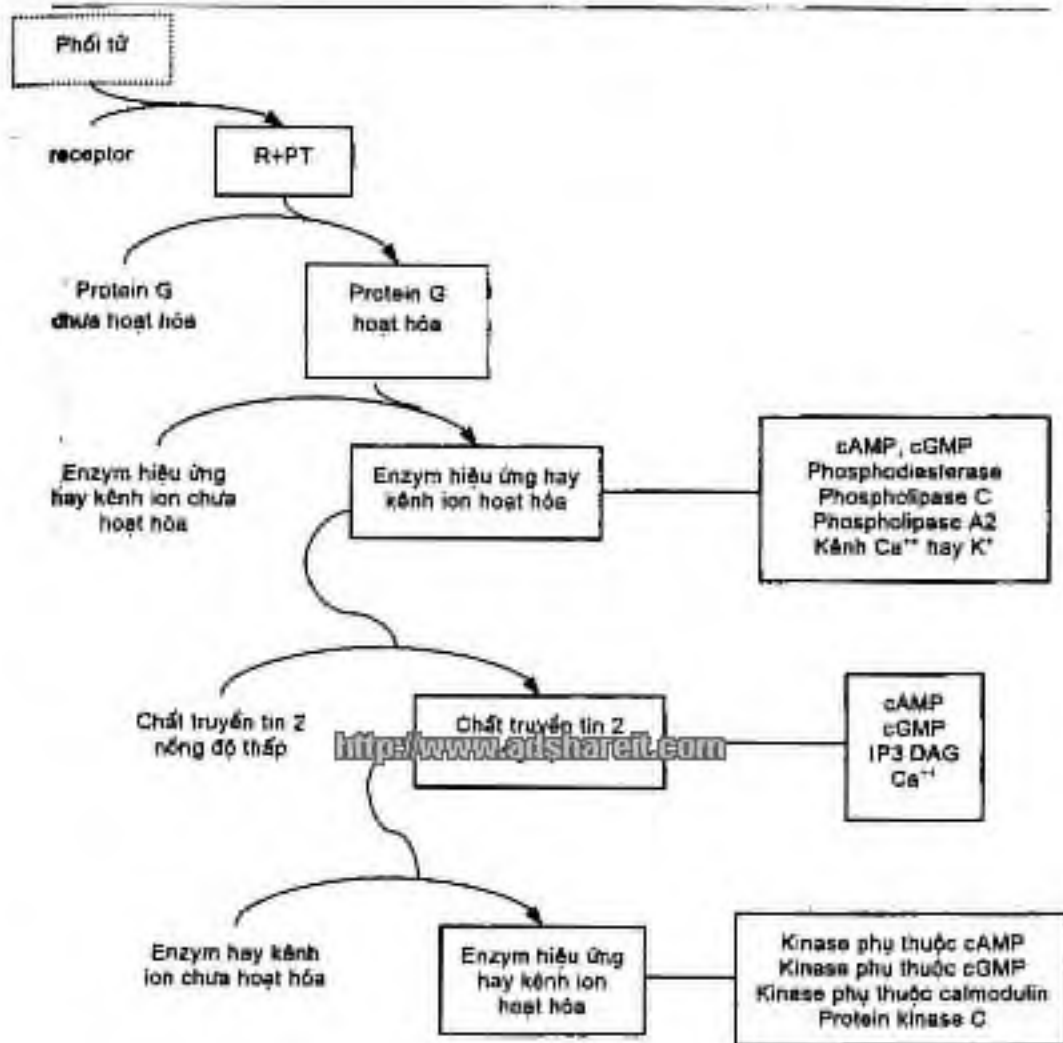 Phối tử
receptor
R+PT
Protein G
chưa hoạt hóa
Protein G
hoạt hóa
Enzym hiệu ứng
hay kênh ion chưa
hoạt hóa
Enzym hiệu ứng hay
kênh ion hoạt hóa
cAMP, cGMP
Phosphodiesterase
Phospholipase C
Phospholipase A2
Kênh Ca⁺⁺ hay K⁺
Chất truyền tin 2
nồng độ thấp
Chất truyền tin 2
http://www.adshareit.com
cAMP
cGMP
IP3 DAG
Ca⁺⁺
Enzym hay kênh
ion chưa hoạt hóa
Enzym hiệu ứng
hay kênh ion
hoạt hóa
Kinase phụ thuộc cAMP
Kinase phụ thuộc cGMP
Kinase phụ thuộc calmodulin
Protein kinase C